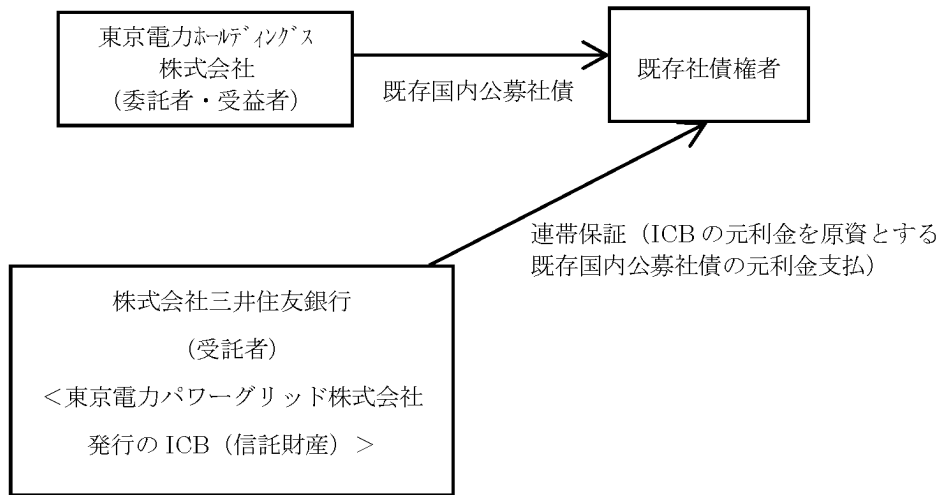 東京電力ﾎｰﾙﾃﾞｨﾝｸﾞｽ
株式会社
（委託者・受益者）
既存国内公募社債
既存社債権者
連帯保証（ICB の元利金を原資とする
既存国内公募社債の元利金支払）
株式会社三井住友銀行
（受託者）
＜東京電力パワーグリッド株式会社
発行の ICB（信託財産）＞